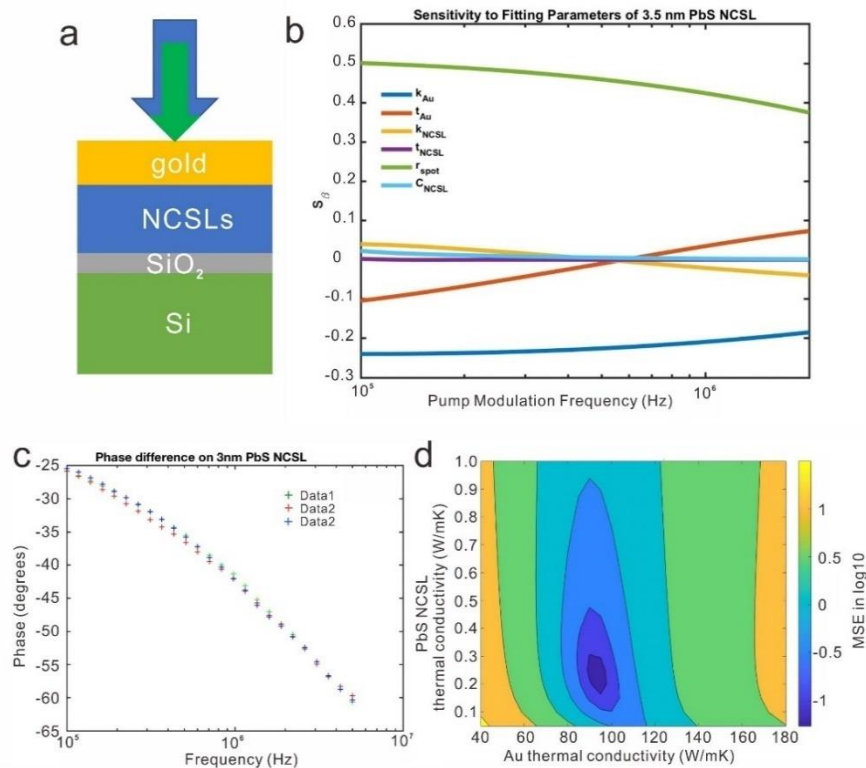 a
gold
NCSLs
SiO2
Si
b
Sensitivity to Fitting Parameters of 3.5 nm PbS NCSL
0.6
0.5
0.4
0.3
0.2
0.1
0
-0.1
-0.2
-0.3
Sβ
kAu
tAu
kNCSL
tNCSL
rspot
CNCSL
10^5
10^6
Pump Modulation Frequency (Hz)
c
Phase difference on 3nm PbS NCSL
-25
-30
-35
-40
-45
-50
-55
-60
-65
Phase (degrees)
Data1
Data2
Data2
10^5
10^6
10^7
Frequency (Hz)
d
1.0
0.9
0.8
0.7
0.6
0.5
0.4
0.3
0.2
0.1
PbS NCSL
thermal conductivity (W/mK)
40 60 80 100 120 140 160 180
Au thermal conductivity (W/mK)
1
0.5
0
-0.5
-1
MSE in log10